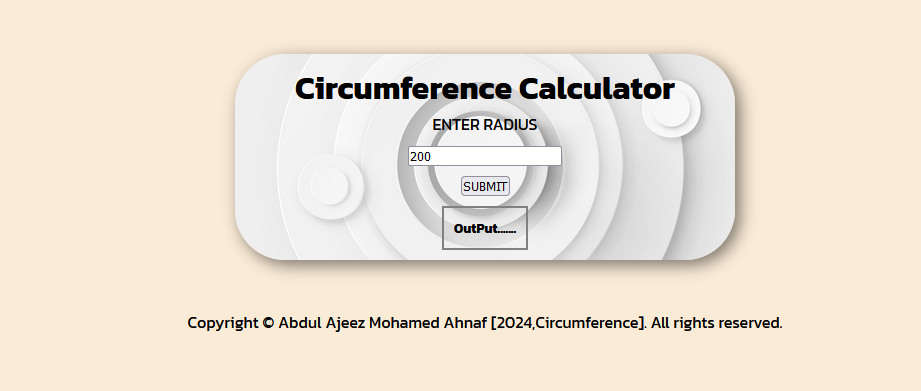 Circumference Calculator
ENTER RADIUS
200
SUBMIT
OutPut.......
Copyright © Abdul Ajeez Mohamed Ahnaf [2024,Circumference]. All rights reserved.